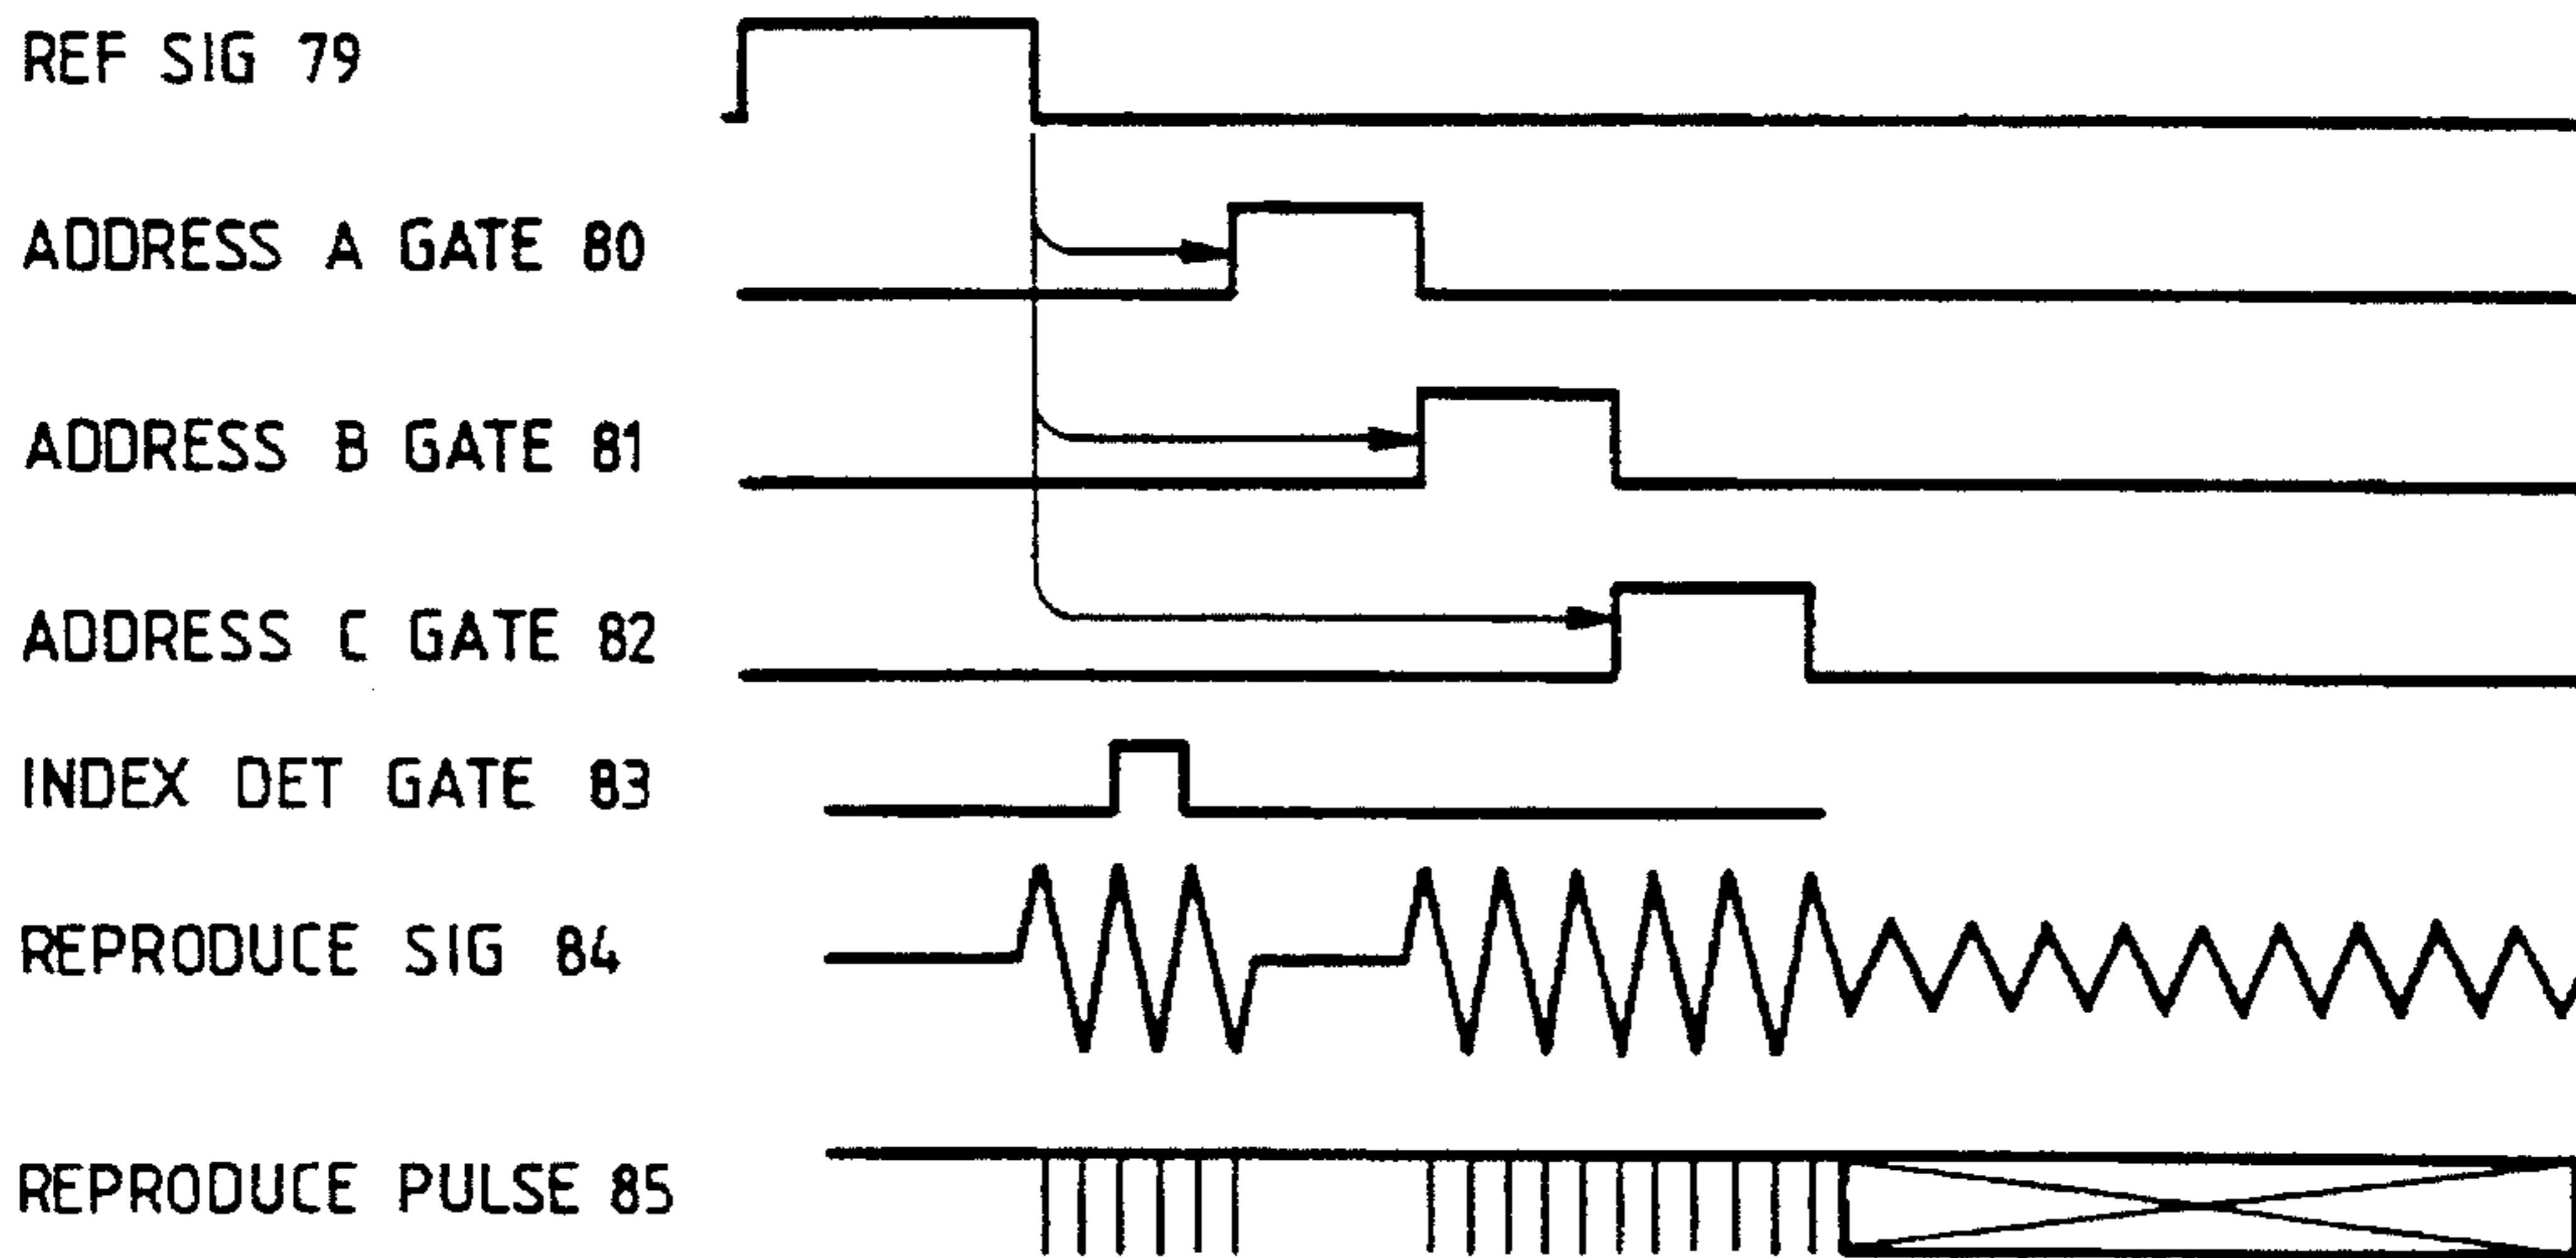 REF SIG 79
ADDRESS A GATE 80
ADDRESS B GATE 81
ADDRESS C GATE 82
INDEX DET GATE 83
REPRODUCE SIG 84
REPRODUCE PULSE 85